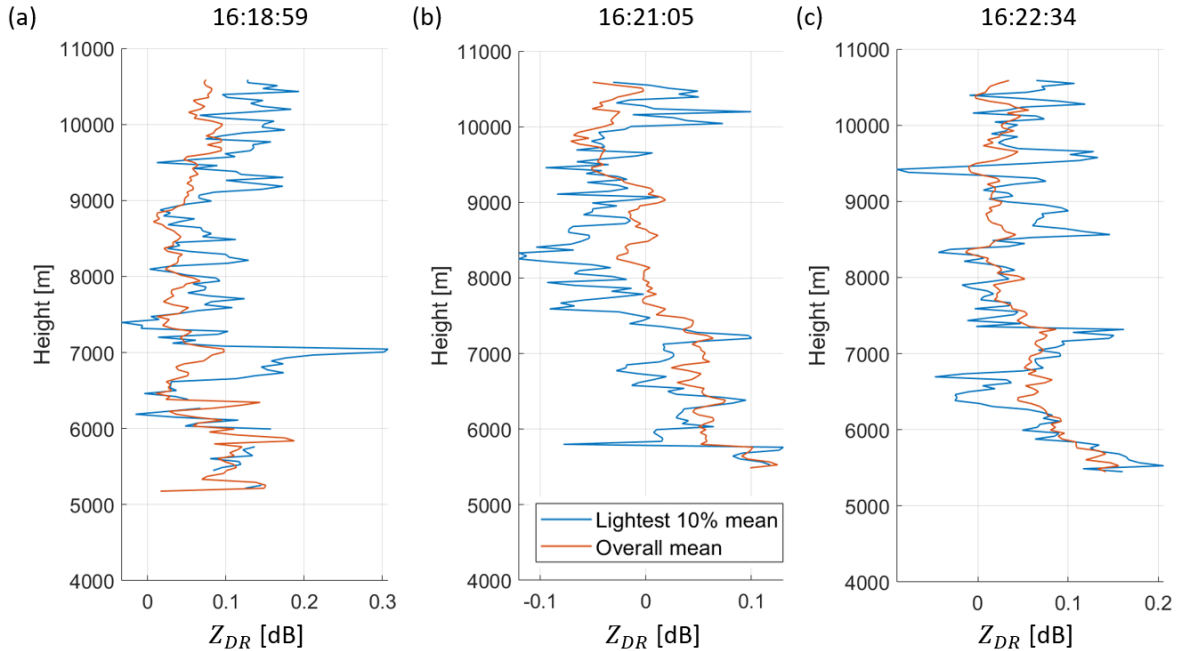 (a) 16:18:59
(b) 16:21:05
(c) 16:22:34
11000
10000
9000
8000
7000
6000
5000
4000
Height [m]
0 0.1 0.2 0.3
Z_DR [dB]
11000
10000
9000
8000
7000
6000
5000
4000
Height [m]
Lightest 10% mean
Overall mean
-0.1 0 0.1
Z_DR [dB]
11000
10000
9000
8000
7000
6000
5000
4000
Height [m]
0 0.1 0.2
Z_DR [dB]